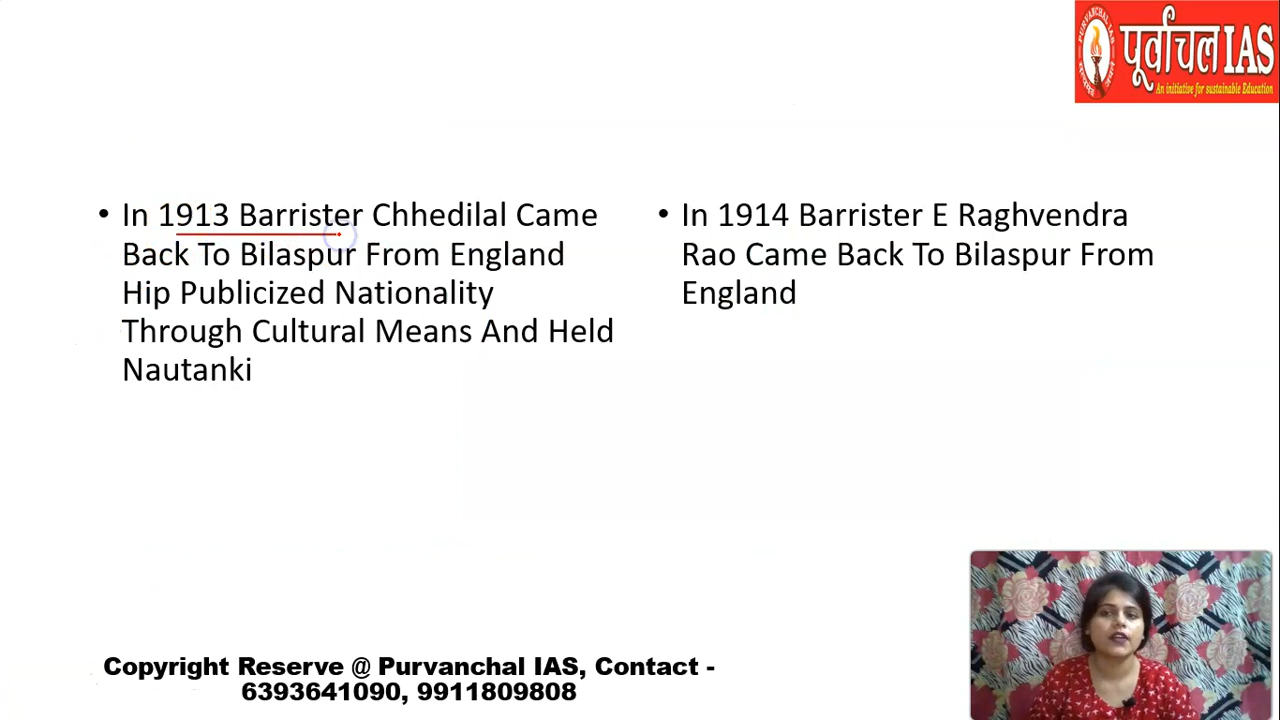 पूर्वांचल IAS
An initiative for sustainable Education
• In 1913 Barrister Chhedilal Came
Back To Bilaspur From England
Hip Publicized Nationality
Through Cultural Means And Held
Nautanki
• In 1914 Barrister E Raghvendra
Rao Came Back To Bilaspur From
England
Copyright Reserve @ Purvanchal IAS, Contact -
6393641090, 9911809808